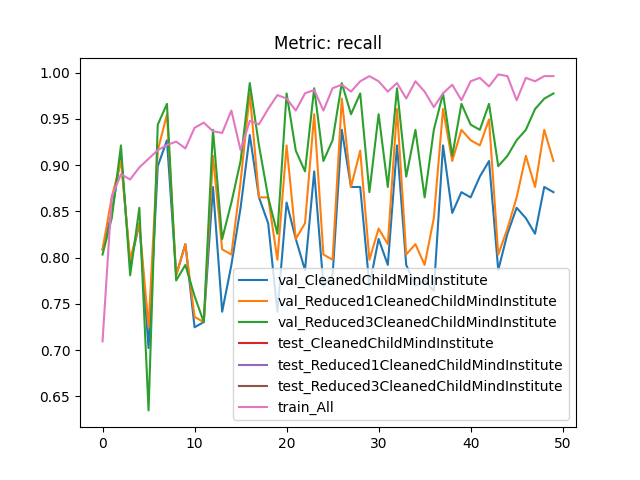 Metric: recall
1.00
0.95
0.90
0.85
0.80
0.75
0.70
0.65
val_CleanedChildMindInstitute
val_Reduced1CleanedChildMindInstitute
val_Reduced3CleanedChildMindInstitute
test_CleanedChildMindInstitute
test_Reduced1CleanedChildMindInstitute
test_Reduced3CleanedChildMindInstitute
train_All
0 10 20 30 40 50